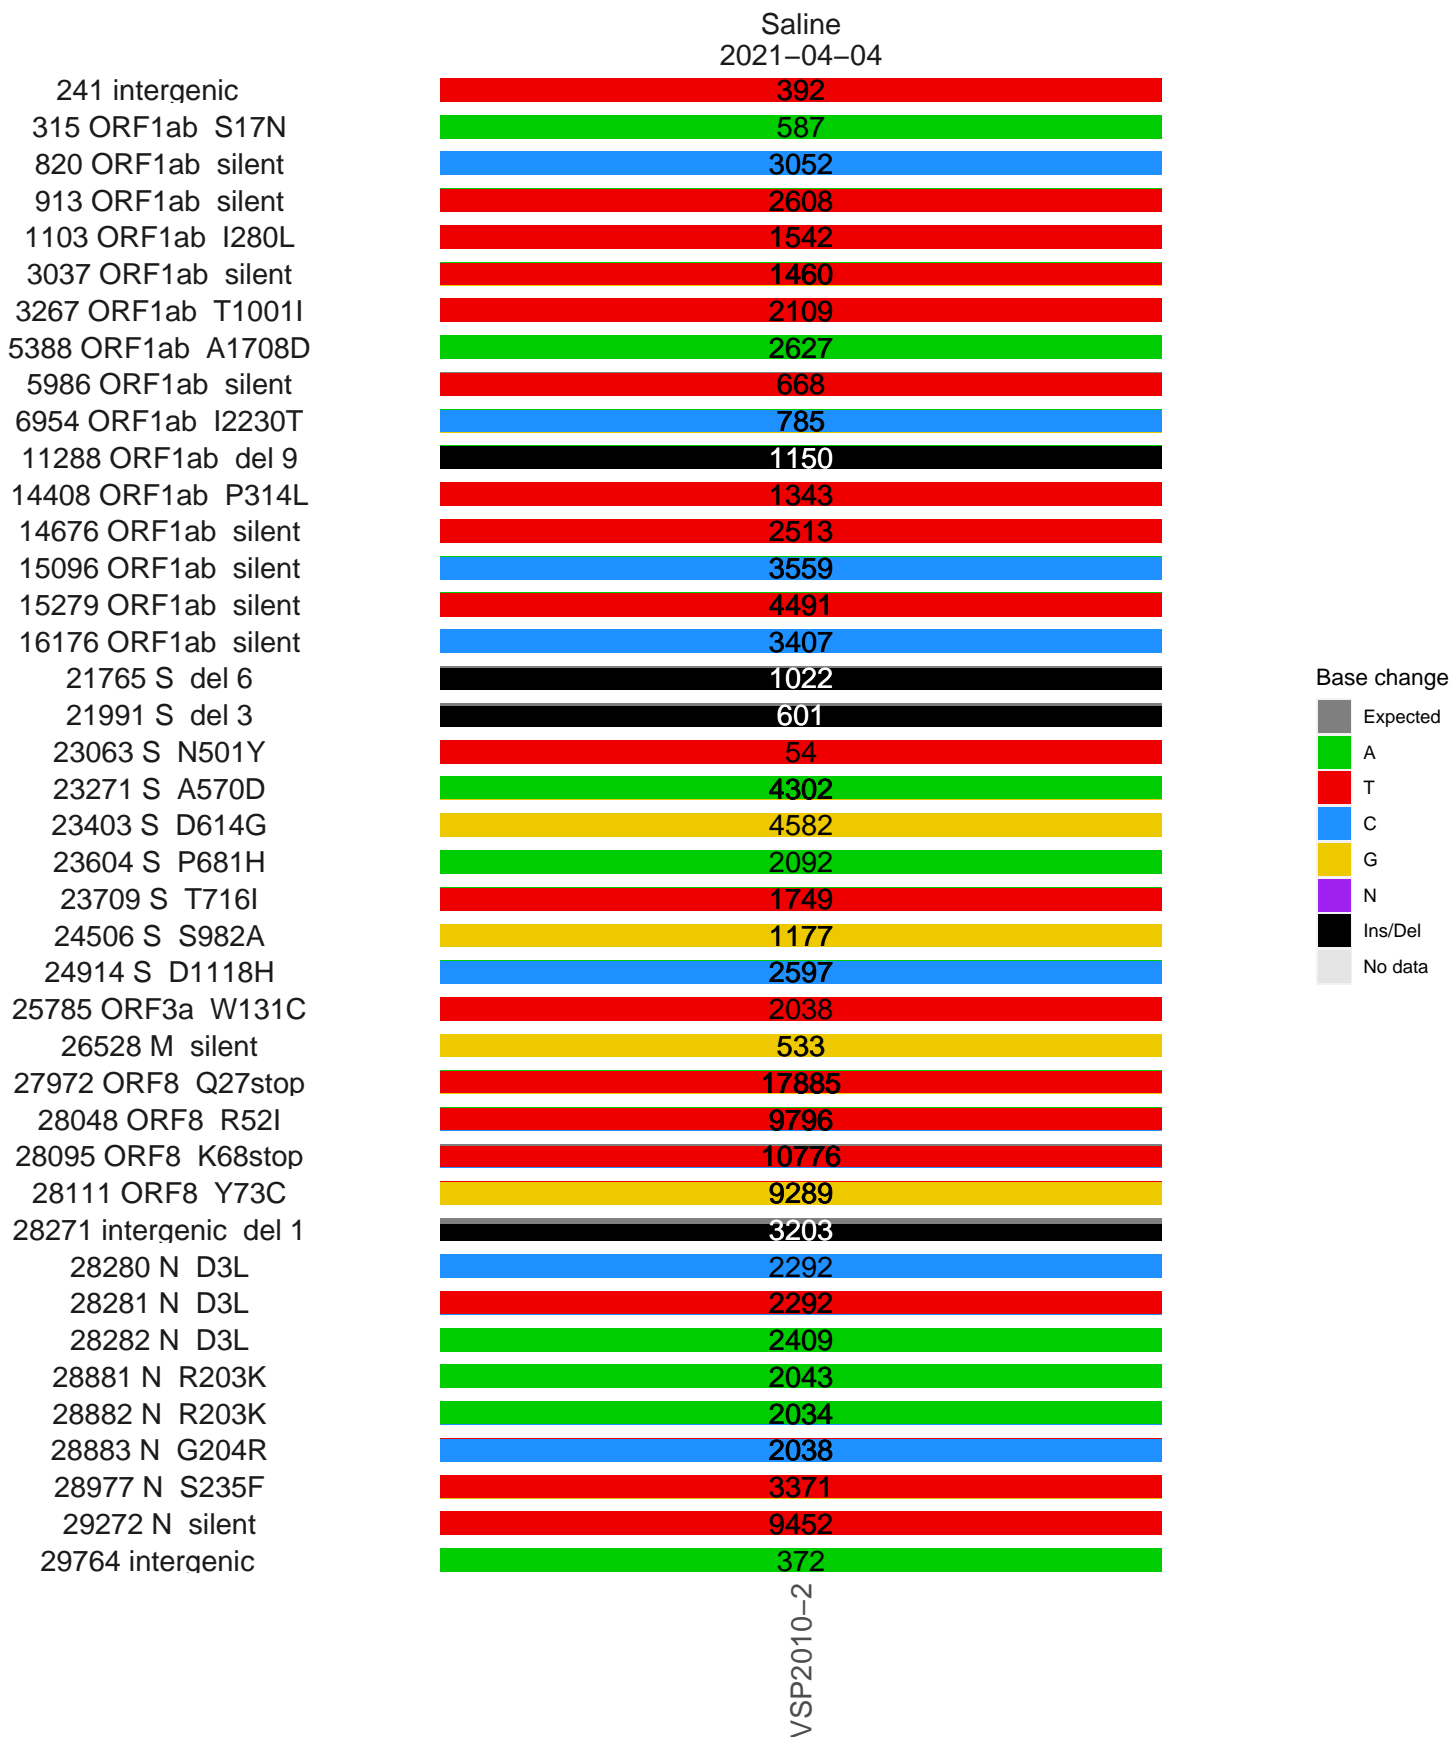 Saline
2021−04−04
241 intergenic 392
315 ORF1ab S17N 587
820 ORF1ab silent 3052
913 ORF1ab silent 2608
1103 ORF1ab I280L 1542
3037 ORF1ab silent 1460
3267 ORF1ab T1001I 2109
5388 ORF1ab A1708D 2627
5986 ORF1ab silent 668
6954 ORF1ab I2230T 785
11288 ORF1ab del 9 1150
14408 ORF1ab P314L 1343
14676 ORF1ab silent 2513
15096 ORF1ab silent 3559
15279 ORF1ab silent 4491
16176 ORF1ab silent 3407
21765 S del 6 1022
21991 S del 3 601
23063 S N501Y 54
23271 S A570D 4302
23403 S D614G 4582
23604 S P681H 2092
23709 S T716I 1749
24506 S S982A 1177
24914 S D1118H 2597
25785 ORF3a W131C 2038
26528 M silent 533
27972 ORF8 Q27stop 17885
28048 ORF8 R52I 9796
28095 ORF8 K68stop 10776
28111 ORF8 Y73C 9289
28271 intergenic del 1 3203
28280 N D3L 2292
28281 N D3L 2292
28282 N D3L 2409
28881 N R203K 2043
28882 N R203K 2034
28883 N G204R 2038
28977 N S235F 3371
29272 N silent 9452
29764 intergenic 372
VSP2010−2
Base change
Expected
A
T
C
G
N
Ins/Del
No data